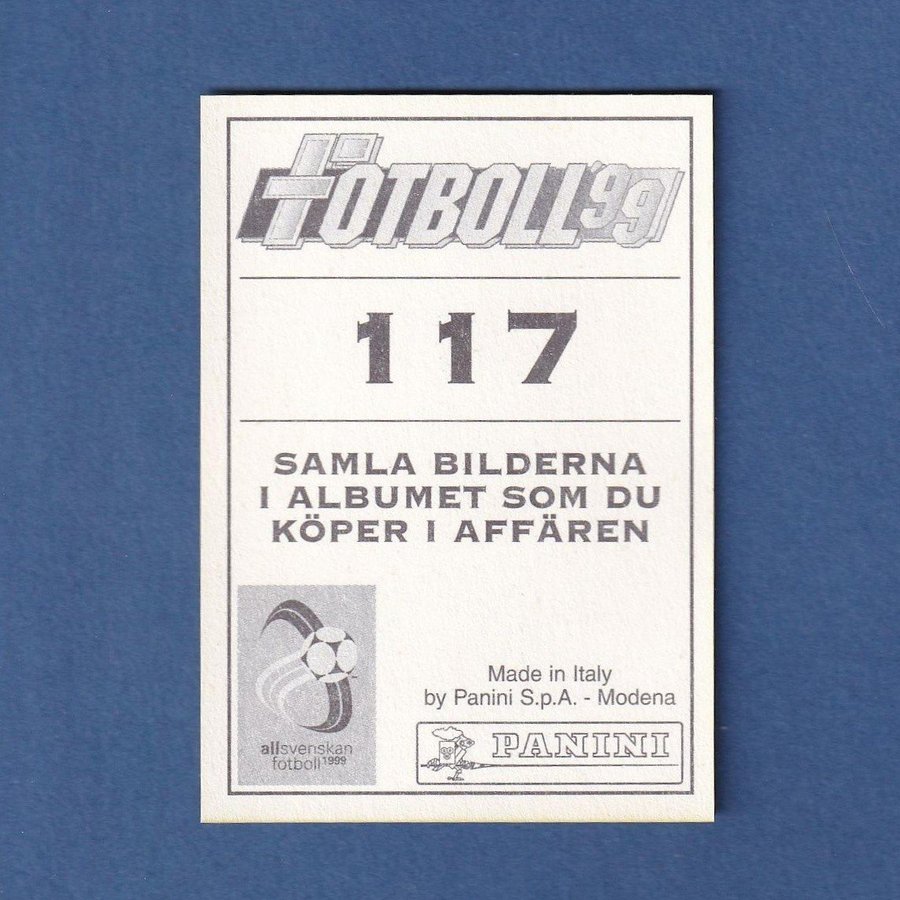 FOTBOLL'99
117
SAMLA BILDERNA
I ALBUMET SOM DU
KÖPER I AFFÄREN
allsvenskan
fotboll 1999
Made in Italy
by Panini S.p.A. - Modena
PANINI